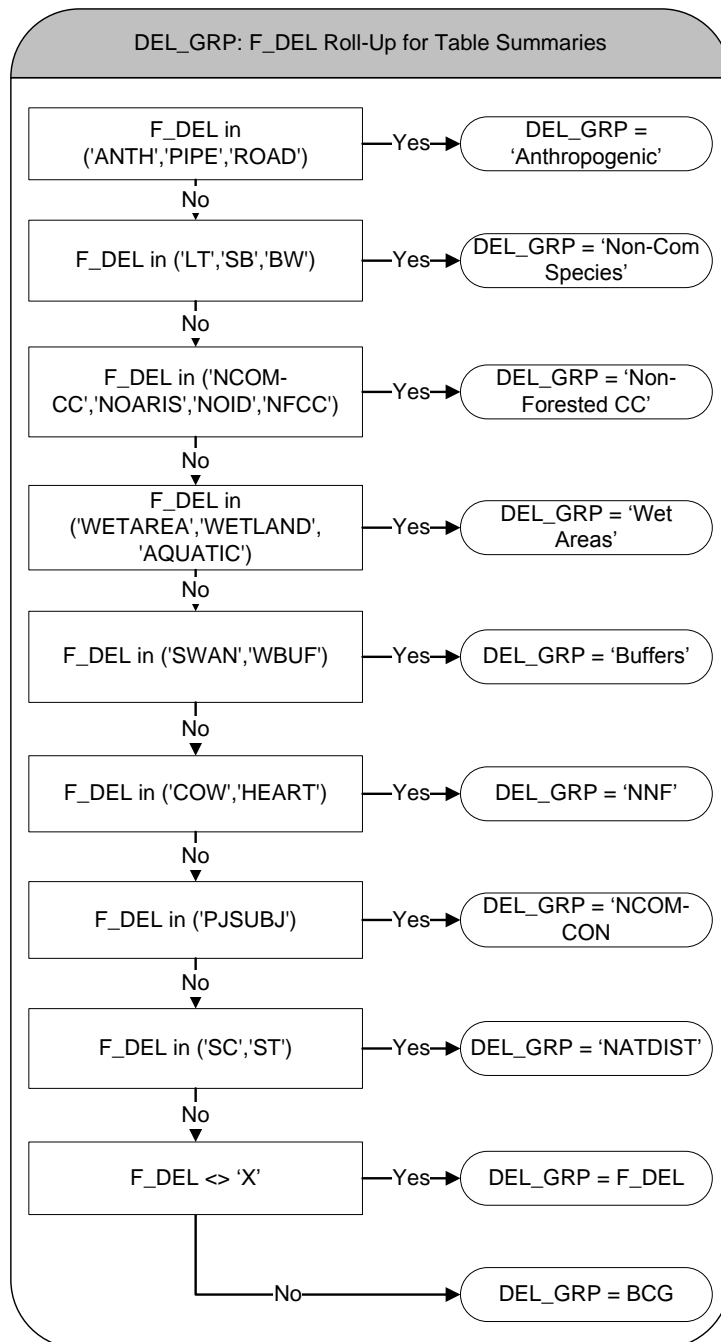 DEL_GRP: F_DEL Roll-Up for Table Summaries
F_DEL in
('ANTH','PIPE','ROAD')
Yes
DEL_GRP =
‘Anthropogenic’
No
F_DEL in ('LT','SB','BW')
Yes
DEL_GRP = ‘Non-Com
Species’
No
F_DEL in ('NCOM-
CC','NOARIS','NOID','NFCC')
Yes
DEL_GRP = ‘Non-
Forested CC’
No
F_DEL in
('WETAREA','WETLAND',
'AQUATIC')
Yes
DEL_GRP = ‘Wet
Areas’
No
F_DEL in ('SWAN','WBUF')
Yes
DEL_GRP = ‘Buffers’
No
F_DEL in ('COW','HEART')
Yes
DEL_GRP = ‘NNF’
No
F_DEL in ('PJSUBJ')
Yes
DEL_GRP = ‘NCOM-
CON
No
F_DEL in ('SC','ST')
Yes
DEL_GRP = ‘NATDIST’
No
F_DEL <> ‘X’
Yes
DEL_GRP = F_DEL
No
DEL_GRP = BCG